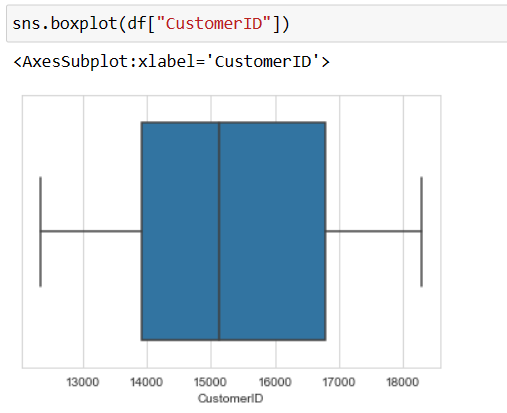 sns.boxplot(df["CustomerID"])
<AxesSubplot:xlabel='CustomerID'>
13000 14000 15000 16000 17000 18000
CustomerID